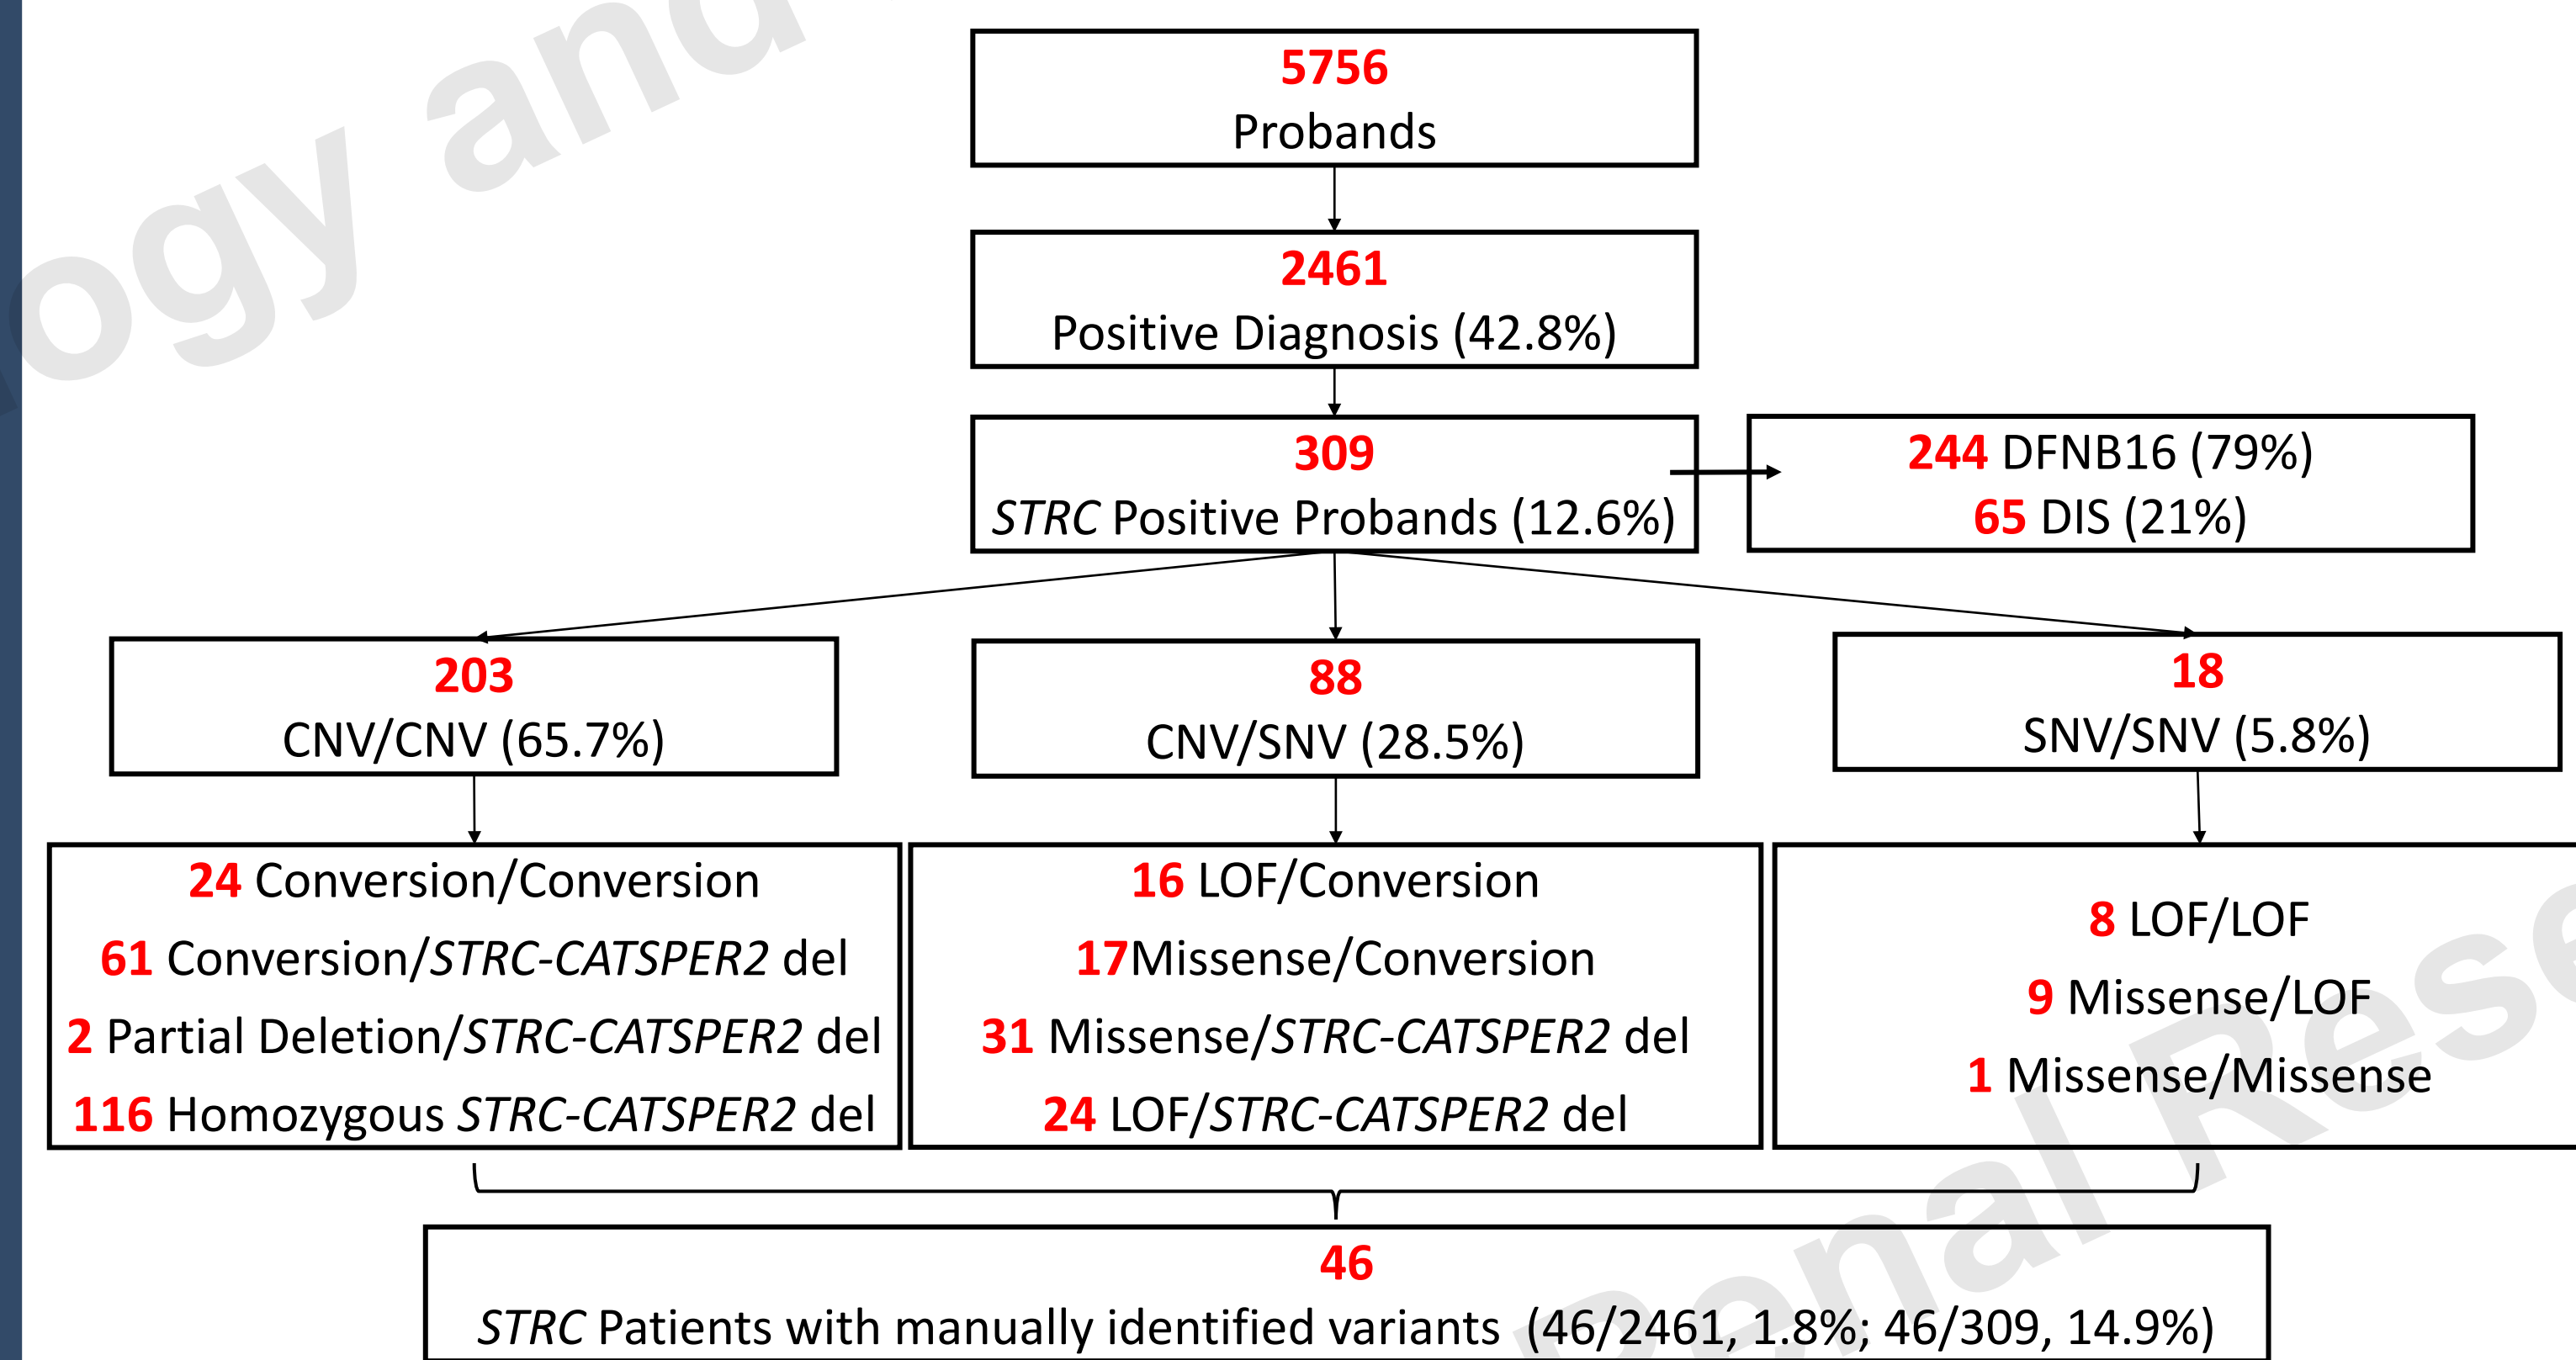 ogy and
5756
Probands
2461
Positive Diagnosis (42.8%)
309
STRC Positive Probands (12.6%)
244 DFNB16 (79%)
65 DIS (21%)
203
CNV/CNV (65.7%)
88
CNV/SNV (28.5%)
18
SNV/SNV (5.8%)
24 Conversion/Conversion
61 Conversion/STRC-CATSPER2 del
2 Partial Deletion/STRC-CATSPER2 del
116 Homozygous STRC-CATSPER2 del
16 LOF/Conversion
17Missense/Conversion
31 Missense/STRC-CATSPER2 del
24 LOF/STRC-CATSPER2 del
8 LOF/LOF
9 Missense/LOF
1 Missense/Missense
46
STRC Patients with manually identified variants (46/2461, 1.8%; 46/309, 14.9%)
Renal Rese